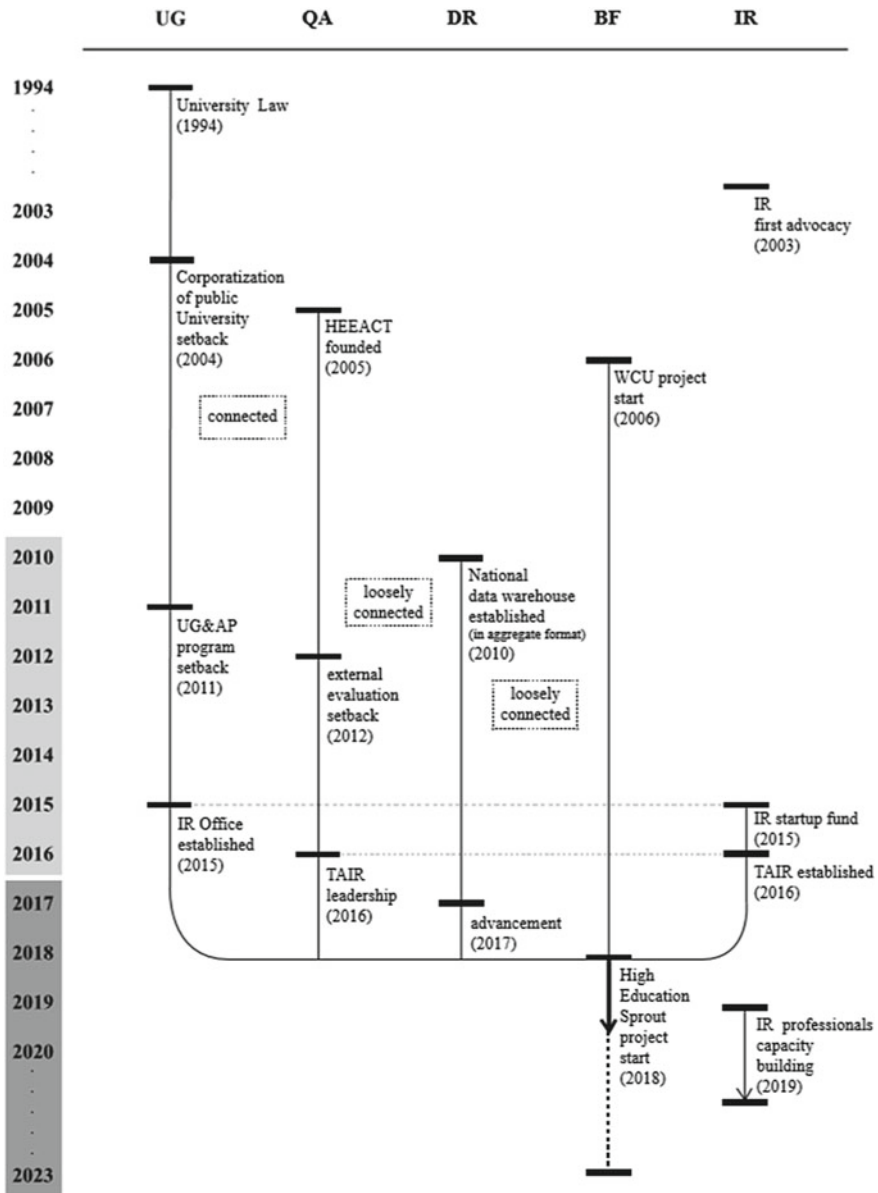 UG QA DR BF IR
1994
University Law
(1994)
.
.
.
.
2003
IR
first advocacy
(2003)
2004
Corporatization
of public
University
setback
(2004)
2005
HEEACT
founded
(2005)
2006
WCU project
start
(2006)
2007
connected
2008
2009
2010
National
data warehouse
established
(in aggregate format)
(2010)
loosely
connected
2011
UG&AP
program
setback
(2011)
2012
external
evaluation
setback
(2012)
loosely
connected
2013
2014
2015
IR Office
established
(2015)
IR startup fund
(2015)
2016
TAIR
leadership
(2016)
TAIR established
(2016)
2017
advancement
(2017)
2018
High
Education
Sprout
project
start
(2018)
2019
IR professionals
capacity
building
(2019)
2020
.
.
.
.
.
2023